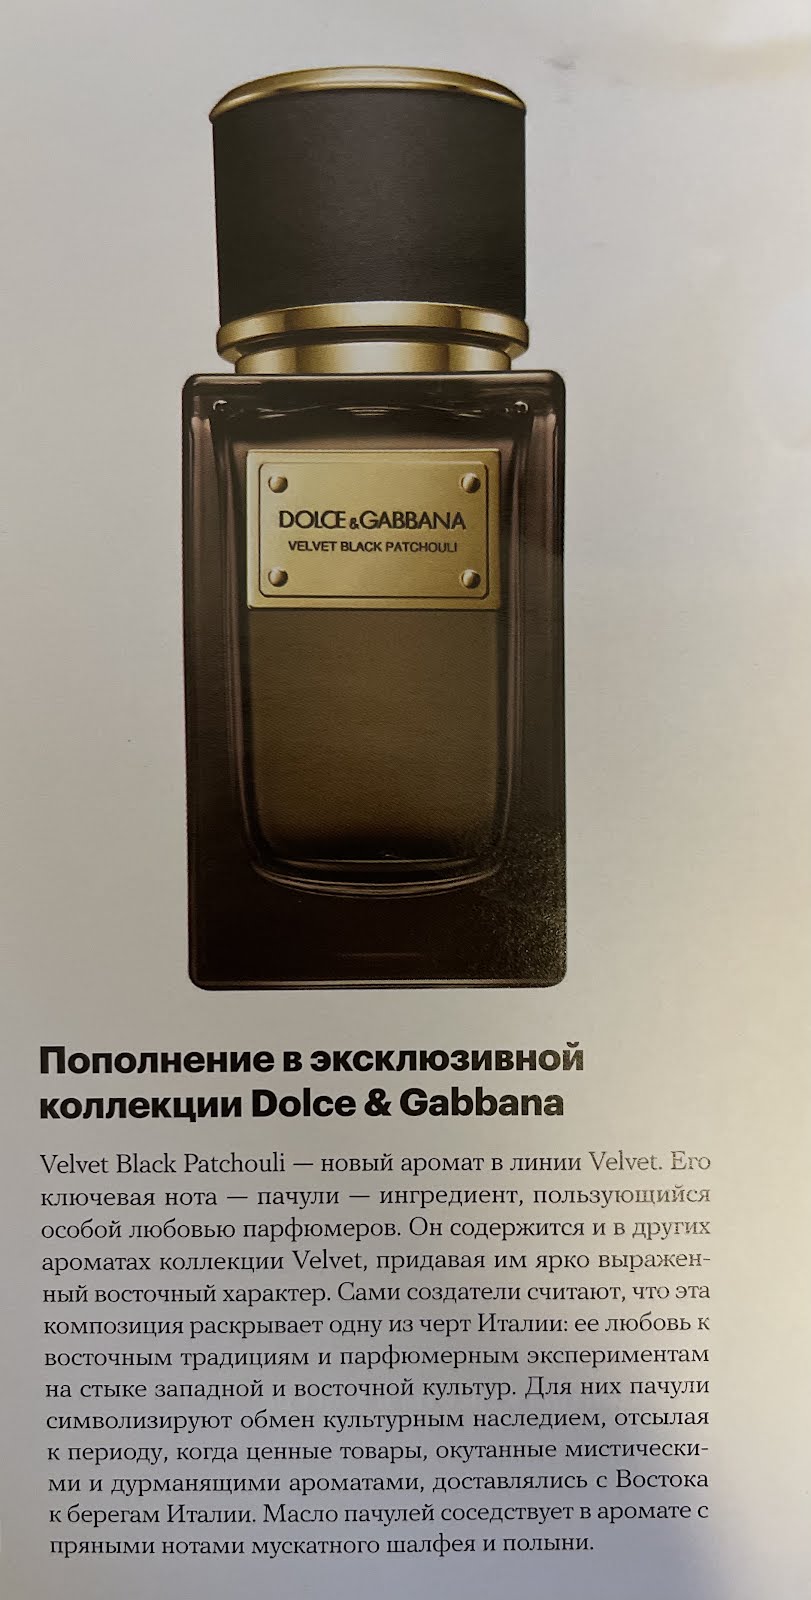 DOLCE & GABBANA
VELVET BLACK PATCHOULI
Пополнение в эксклюзивной
коллекции Dolce & Gabbana
Velvet Black Patchouli — новый аромат в линии Velvet. Его
ключевая нота — пачули — ингредиент, пользующийся
особой любовью парфюмеров. Он содержится и в других
ароматах коллекции Velvet, придавая им ярко выражен-
ный восточный характер. Сами создатели считают, что эта
композиция раскрывает одну из черт Италии: ее любовь к
восточным традициям и парфюмерным экспериментам
на стыке западной и восточной культур. Для них пачули
символизируют обмен культурным наследием, отсылая
к периоду, когда ценные товары, окутанные мистически-
ми и дурманящими ароматами, доставлялись с Востока
к берегам Италии. Масло пачулей соседствует в аромате с
пряными нотами мускатного шалфея и полыни.